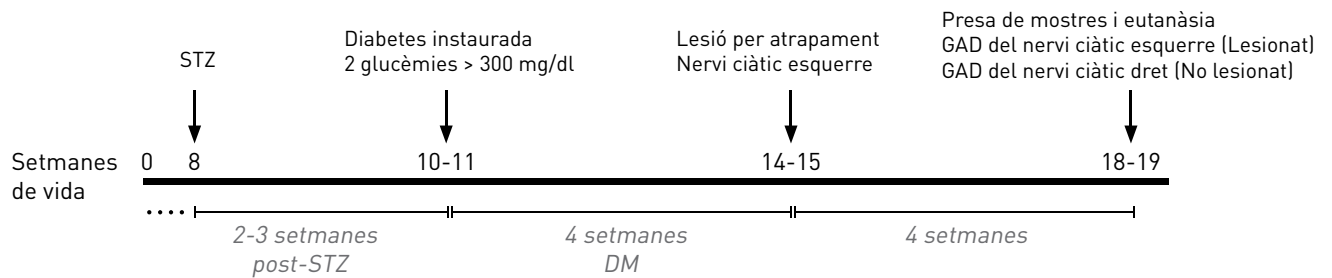 STZ
Diabetes instaurada
2 glucèmies > 300 mg/dl
Lesió per atrapament
Nervi ciàtic esquerre
Presa de mostres i eutanàsia
GAD del nervi ciàtic esquerre (Lesionat)
GAD del nervi ciàtic dret (No lesionat)
Setmanes
de vida
0 8 10-11 14-15 18-19
2-3 setmanes
post-STZ
4 setmanes
DM
4 setmanes